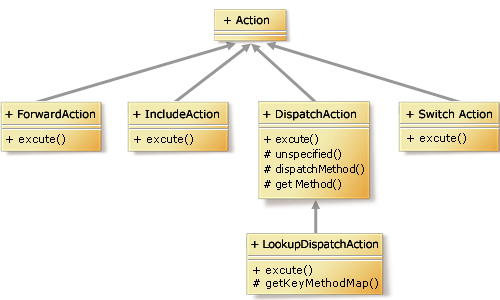 + Action
+ ForwardAction
+ excute()
+ IncludeAction
+ excute()
+ DispatchAction
+ excute()
# unspecified()
# dispatchMethod()
# get Method()
+ Switch Action
+ excute()
+ LookupDispatchAction
+ excute()
# getKeyMethodMap()